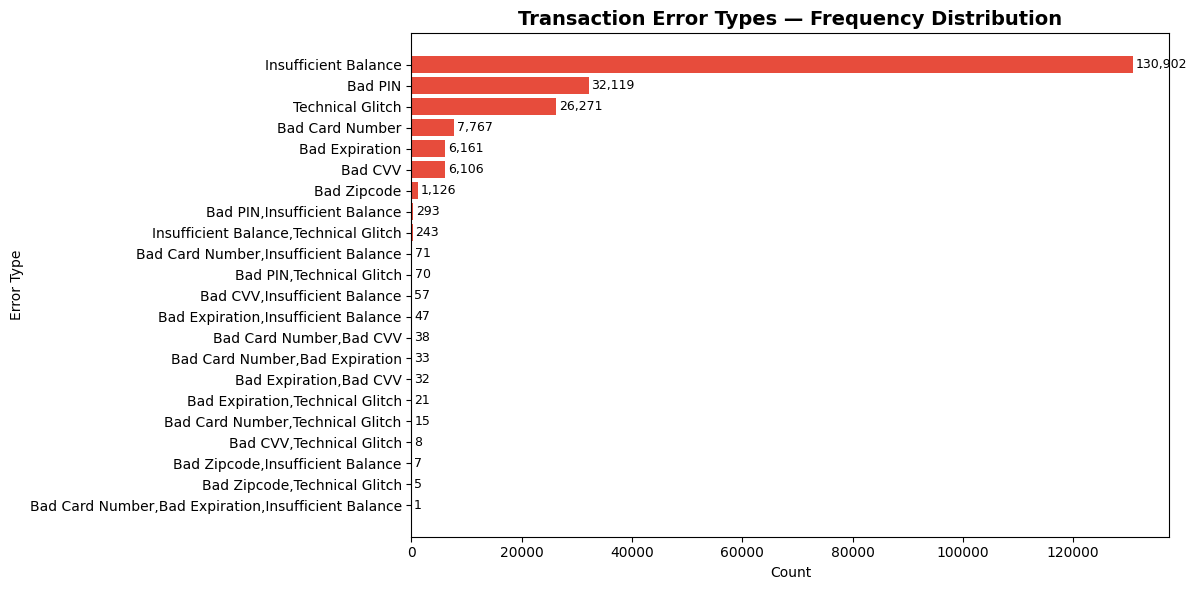 Transaction Error Types — Frequency Distribution
Error Type
Insufficient Balance 130,902
Bad PIN 32,119
Technical Glitch 26,271
Bad Card Number 7,767
Bad Expiration 6,161
Bad CVV 6,106
Bad Zipcode 1,126
Bad PIN,Insufficient Balance 293
Insufficient Balance,Technical Glitch 243
Bad Card Number,Insufficient Balance 71
Bad PIN,Technical Glitch 70
Bad CVV,Insufficient Balance 57
Bad Expiration,Insufficient Balance 47
Bad Card Number,Bad CVV 38
Bad Card Number,Bad Expiration 33
Bad Expiration,Bad CVV 32
Bad Expiration,Technical Glitch 21
Bad Card Number,Technical Glitch 15
Bad CVV,Technical Glitch 8
Bad Zipcode,Insufficient Balance 7
Bad Zipcode,Technical Glitch 5
Bad Card Number,Bad Expiration,Insufficient Balance 1
0 20000 40000 60000 80000 100000 120000
Count